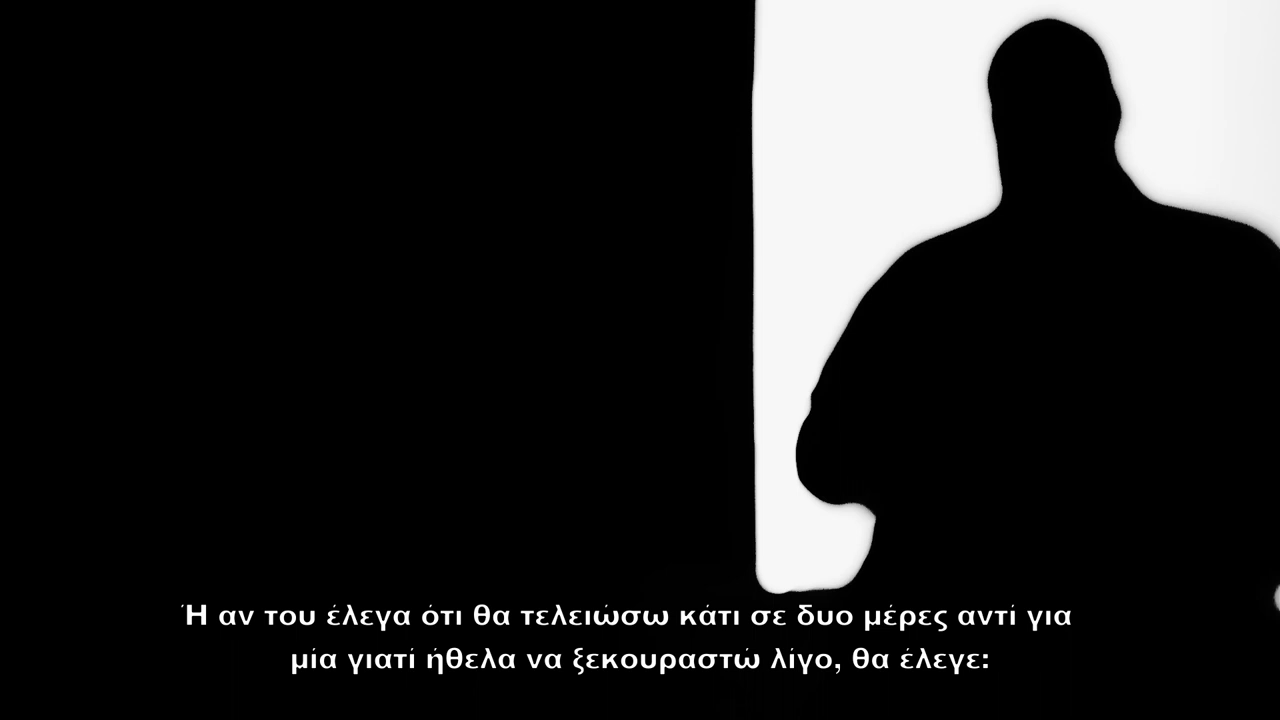 Ή αν του έλεγα ότι θα τελειώσω κάτι σε δυο μέρες αντί για
μία γιατί ήθελα να ξεκουραστώ λίγο, θα έλεγε: